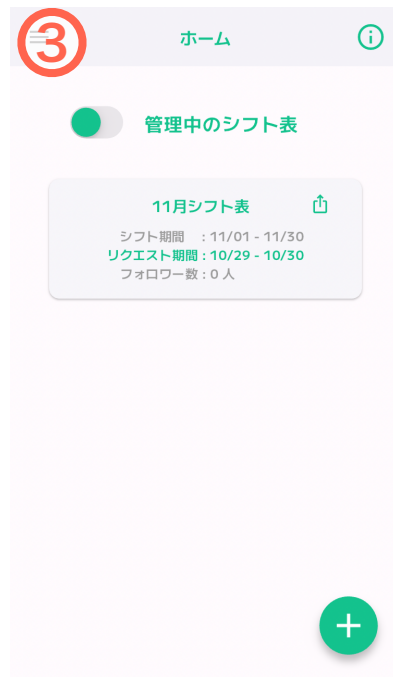 ③
ホーム
管理中のシフト表
11月シフト表
シフト期間 : 11/01 - 11/30
リクエスト期間 : 10/29 - 10/30
フォロワー数 : 0 人